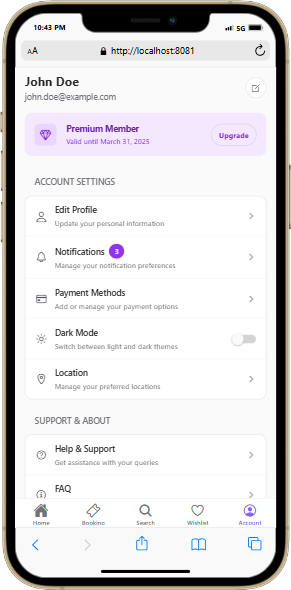 10:43 PM
5G
AA
http://localhost:8081
John Doe
john.doe@example.com
Premium Member
Valid until March 31, 2025
Upgrade
ACCOUNT SETTINGS
Edit Profile
Update your personal information
Notifications 3
Manage your notification preferences
Payment Methods
Add or manage your payment options
Dark Mode
Switch between light and dark themes
Location
Manage your preferred locations
SUPPORT & ABOUT
Help & Support
Get assistance with your queries
FAQ
Home
Booking
Search
Wishlist
Account